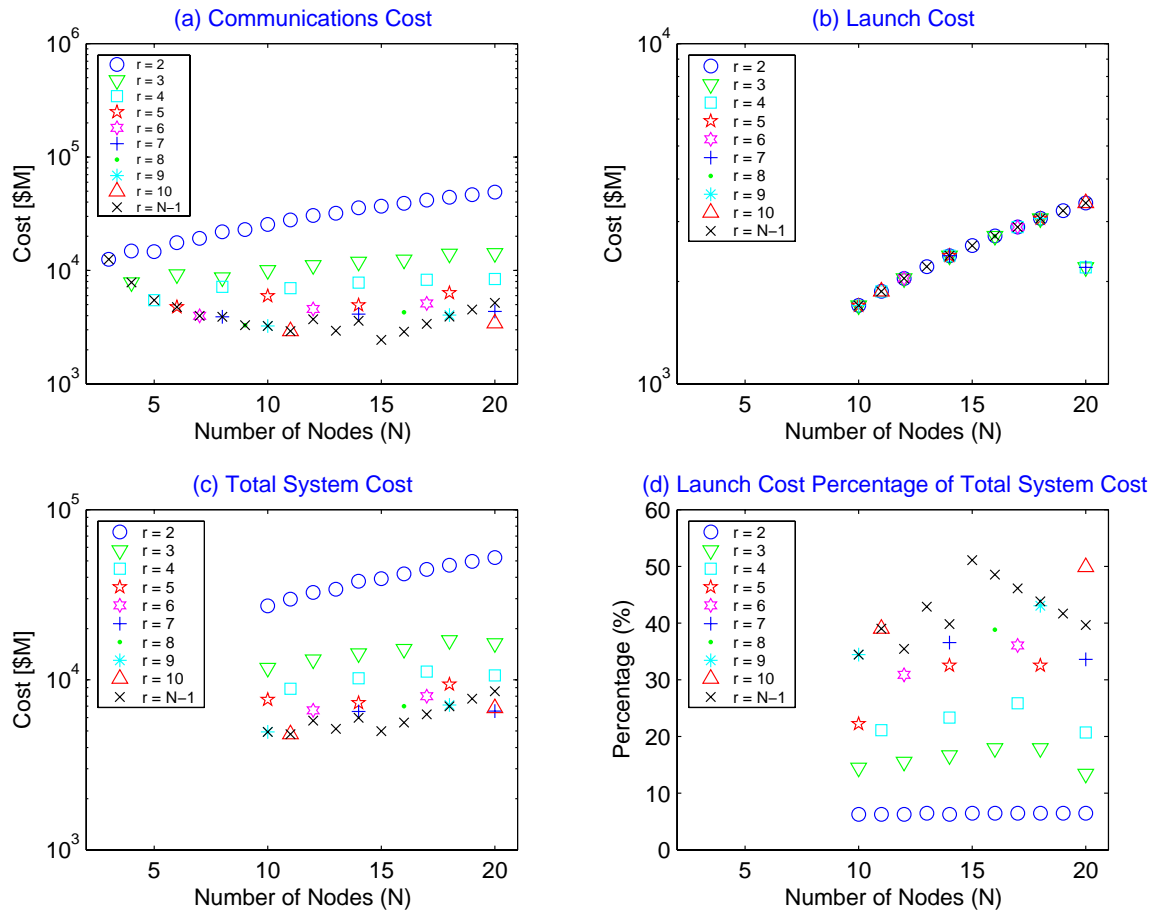 (a) Communications Cost
10^6
10^5
10^4
10^3
Cost [$M]
r = 2
r = 3
r = 4
r = 5
r = 6
r = 7
r = 8
r = 9
r = 10
r = N−1
5 10 15 20
Number of Nodes (N)
(b) Launch Cost
10^4
10^3
Cost [$M]
r = 2
r = 3
r = 4
r = 5
r = 6
r = 7
r = 8
r = 9
r = 10
r = N−1
5 10 15 20
Number of Nodes (N)
(c) Total System Cost
10^5
10^4
10^3
Cost [$M]
r = 2
r = 3
r = 4
r = 5
r = 6
r = 7
r = 8
r = 9
r = 10
r = N−1
5 10 15 20
Number of Nodes (N)
(d) Launch Cost Percentage of Total System Cost
60
50
40
30
20
10
0
Percentage (%)
r = 2
r = 3
r = 4
r = 5
r = 6
r = 7
r = 8
r = 9
r = 10
r = N−1
5 10 15 20
Number of Nodes (N)